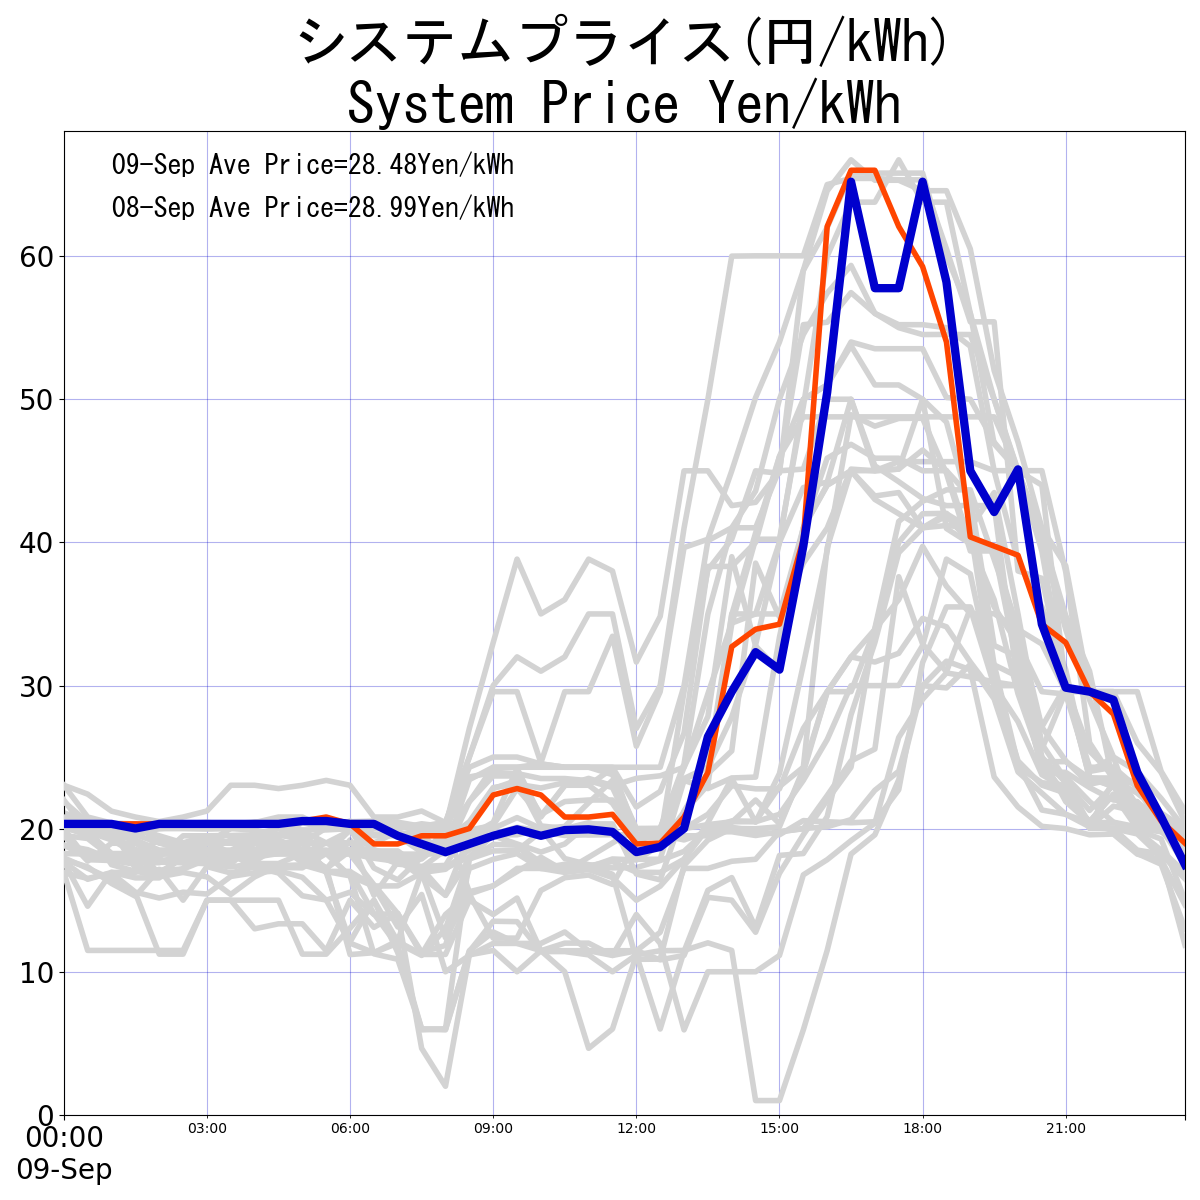 システムプライス(円/kWh)
System Price Yen/kWh
09-Sep Ave Price=28.48Yen/kWh
08-Sep Ave Price=28.99Yen/kWh
60
50
40
30
20
10
0
00:00 03:00 06:00 09:00 12:00 15:00 18:00 21:00
09-Sep